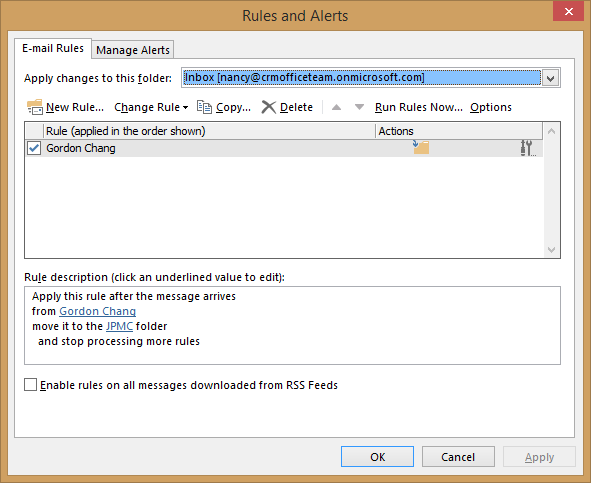 Rules and Alerts
E-mail Rules
Manage Alerts
Apply changes to this folder: Inbox [nancy@crmofficeteam.onmicrosoft.com]
New Rule... Change Rule Copy... Delete Run Rules Now... Options
Rule (applied in the order shown) Actions
Gordon Chang
Rule description (click an underlined value to edit):
Apply this rule after the message arrives
from Gordon Chang
move it to the JPMC folder
and stop processing more rules
Enable rules on all messages downloaded from RSS Feeds
OK Cancel Apply